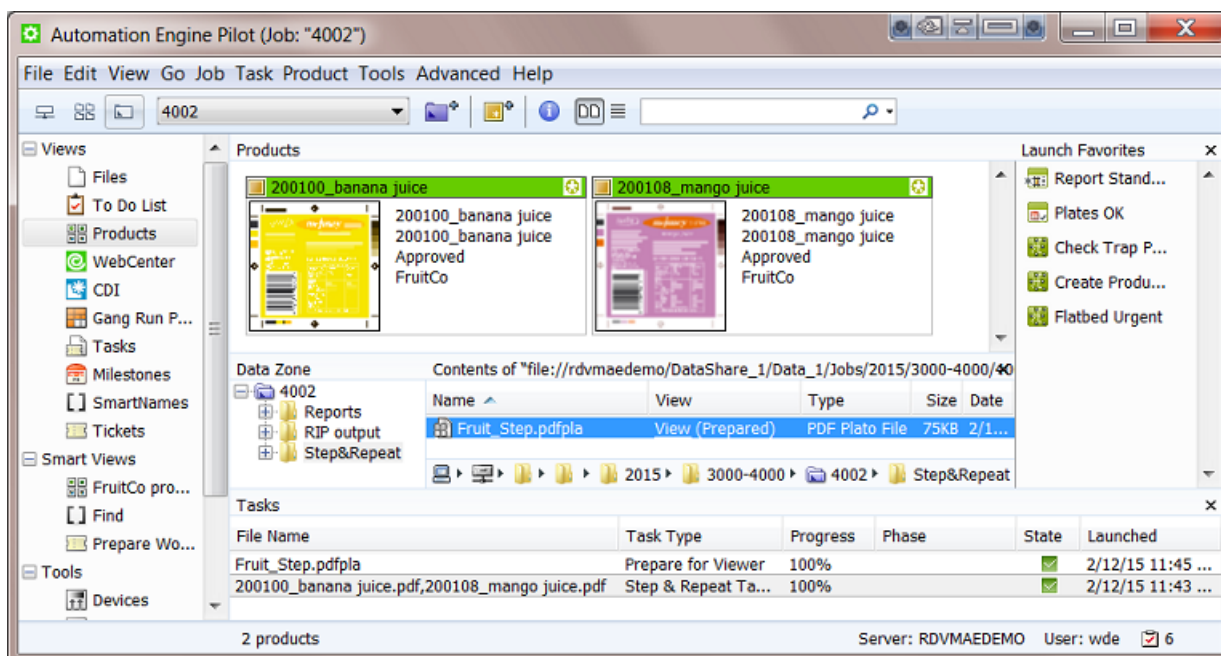 Automation Engine Pilot (Job: "4002")
File Edit View Go Job Task Product Tools Advanced Help
4002
Views
Files
To Do List
Products
WebCenter
CDI
Gang Run P...
Tasks
Milestones
SmartNames
Tickets
Smart Views
FruitCo pro...
Find
Prepare Wo...
Tools
Devices
Products
200100_banana juice
200100_banana juice
200100_banana juice
Approved
FruitCo
200108_mango juice
200108_mango juice
200108_mango juice
Approved
FruitCo
Launch Favorites
Report Stand...
Plates OK
Check Trap P...
Create Produ...
Flatbed Urgent
Data Zone
4002
Reports
RIP output
Step&Repeat
Contents of "file://rdvmaedemo/DataShare_1/Data_1/Jobs/2015/3000-4000/40
Name View Type Size Date
Fruit_Step.pdfpla View (Prepared) PDF Plato File 75KB 2/1...
2015 3000-4000 4002 Step&Repeat
Tasks
File Name Task Type Progress Phase State Launched
Fruit_Step.pdfpla Prepare for Viewer 100% 2/12/15 11:45 ...
200100_banana juice.pdf,200108_mango juice.pdf Step & Repeat Ta... 100% 2/12/15 11:43 ...
2 products Server: RDVMAEDEMO User: wde 6